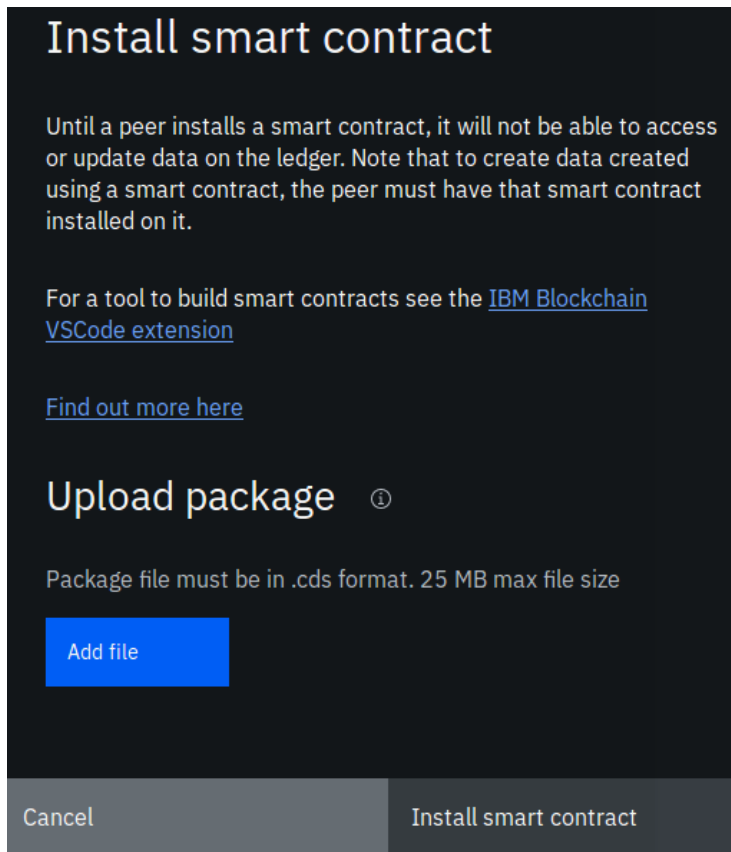 Install smart contract
Until a peer installs a smart contract, it will not be able to access
or update data on the ledger. Note that to create data created
using a smart contract, the peer must have that smart contract
installed on it.
For a tool to build smart contracts see the IBM Blockchain
VSCode extension
Find out more here
Upload package
Package file must be in .cds format. 25 MB max file size
Add file
Cancel
Install smart contract